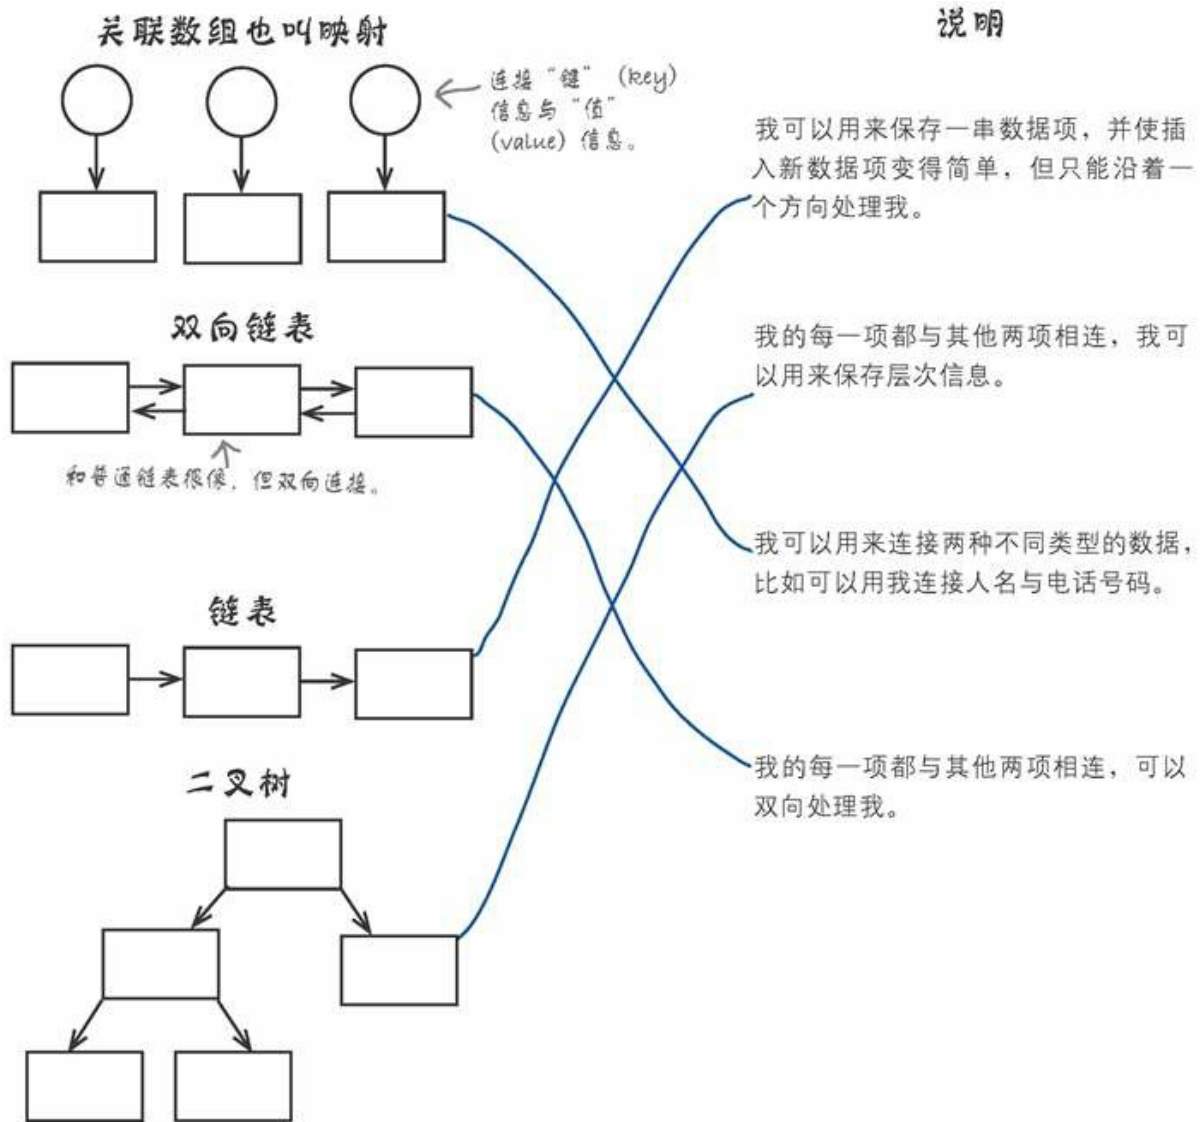 关联数组也叫映射
连接“键” (key)
信息与“值”
(value) 信息。
双向链表
和普通链表很像，但双向连接。
链表
二叉树
说明
我可以用来保存一串数据项，并使插
入新数据项变得简单，但只能沿着一
个方向处理我。
我的每一项都与其他两项相连，我可
以用来保存层次信息。
我可以用来连接两种不同类型的数据，
比如可以用我连接人名与电话号码。
我的每一项都与其他两项相连，可以
双向处理我。